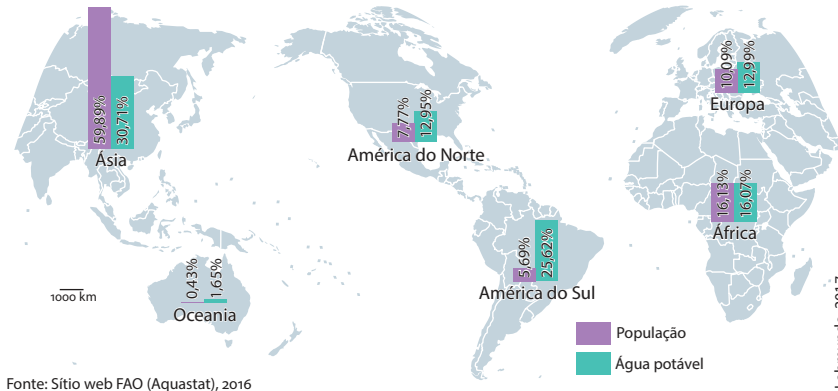 59,89%
30,71%
Ásia
7,77%
12,95%
América do Norte
10,09%
12,99%
Europa
16,13%
16,07%
África
5,69%
25,62%
América do Sul
0,43%
1,65%
Oceania
1000 km
População
Água potável
Fonte: Sítio web FAO (Aquastat), 2016
2017